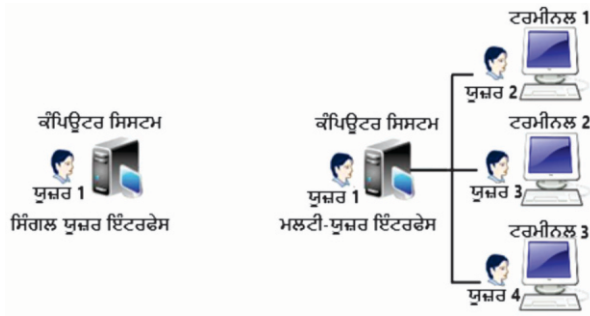 ਕੰਪਿਊਟਰ ਸਿਸਟਮ
ਯੂਜ਼ਰ 1
ਸਿੰਗਲ ਯੂਜ਼ਰ ਇੰਟਰਫੇਸ
ਕੰਪਿਊਟਰ ਸਿਸਟਮ
ਯੂਜ਼ਰ 1
ਮਲਟੀ-ਯੂਜ਼ਰ ਇੰਟਰਫੇਸ
ਟਰਮੀਨਲ 1
ਯੂਜ਼ਰ 2
ਟਰਮੀਨਲ 2
ਯੂਜ਼ਰ 3
ਟਰਮੀਨਲ 3
ਯੂਜ਼ਰ 4